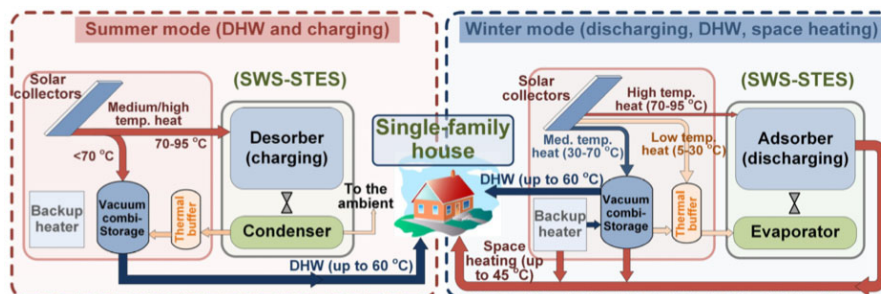 Summer mode (DHW and charging)
Solar
collectors
(SWS-STES)
Medium/high
temp. heat
70-95 °C
<70 °C
Desorber
(charging)
Backup
heater
Vacuum
combi-
Storage
Thermal
buffer
Condenser
To the
ambient
DHW (up to 60 °C)
Single-family
house
Winter mode (discharging, DHW, space heating)
Solar
collectors
High temp.
heat (70-95 °C)
(SWS-STES)
Med. temp.
heat (30-70 °C)
Low temp.
heat (5-30 °C)
Adsorber
(discharging)
DHW (up to 60 °C)
Backup
heater
Vacuum
combi-
Storage
Thermal
buffer
Evaporator
Space
heating (up
to 45 °C)